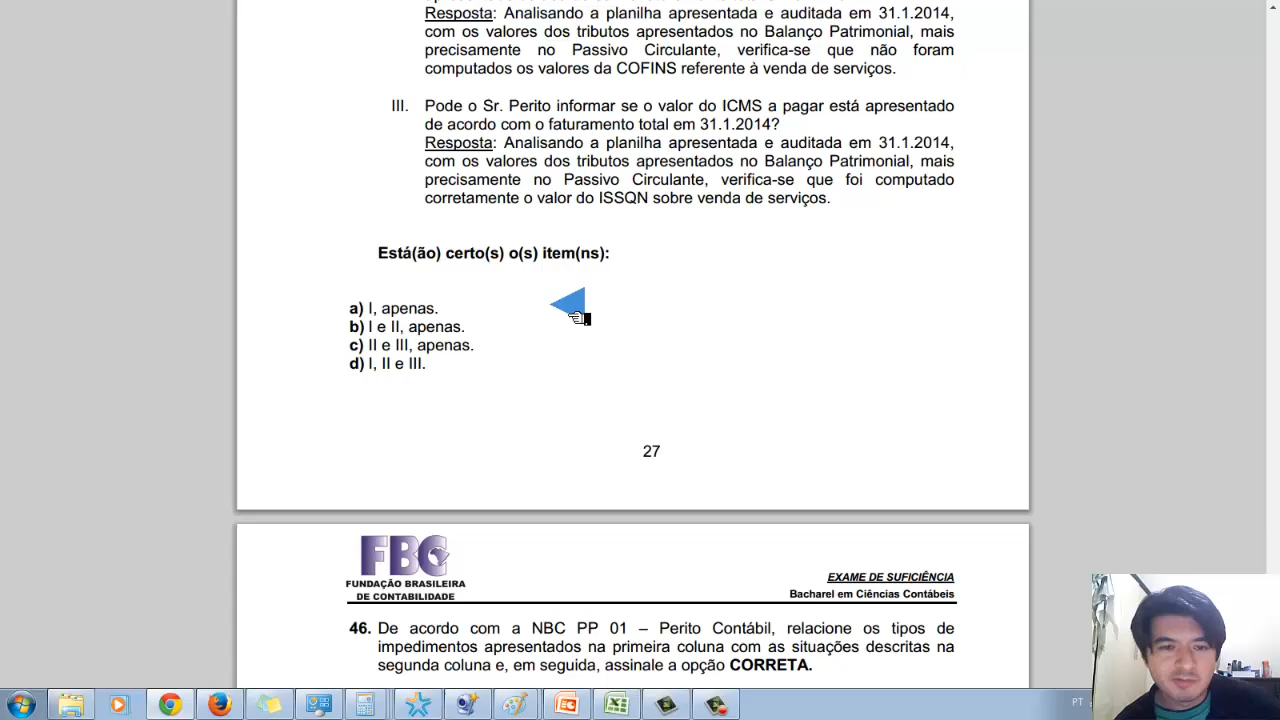 Resposta: Analisando a planilha apresentada e auditada em 31.1.2014,
com os valores dos tributos apresentados no Balanço Patrimonial, mais
precisamente no Passivo Circulante, verifica-se que não foram
computados os valores da COFINS referente à venda de serviços.
III. Pode o Sr. Perito informar se o valor do ICMS a pagar está apresentado
de acordo com o faturamento total em 31.1.2014?
Resposta: Analisando a planilha apresentada e auditada em 31.1.2014,
com os valores dos tributos apresentados no Balanço Patrimonial, mais
precisamente no Passivo Circulante, verifica-se que foi computado
corretamente o valor do ISSQN sobre venda de serviços.
Está(ão) certo(s) o(s) item(ns):
a) I, apenas.
b) I e II, apenas.
c) II e III, apenas.
d) I, II e III.
27
FBC
FUNDAÇÃO BRASILEIRA
DE CONTABILIDADE
EXAME DE SUFICIÊNCIA
Bacharel em Ciências Contábeis
46. De acordo com a NBC PP 01 – Perito Contábil, relacione os tipos de
impedimentos apresentados na primeira coluna com as situações descritas na
segunda coluna e, em seguida, assinale a opção CORRETA.
PT